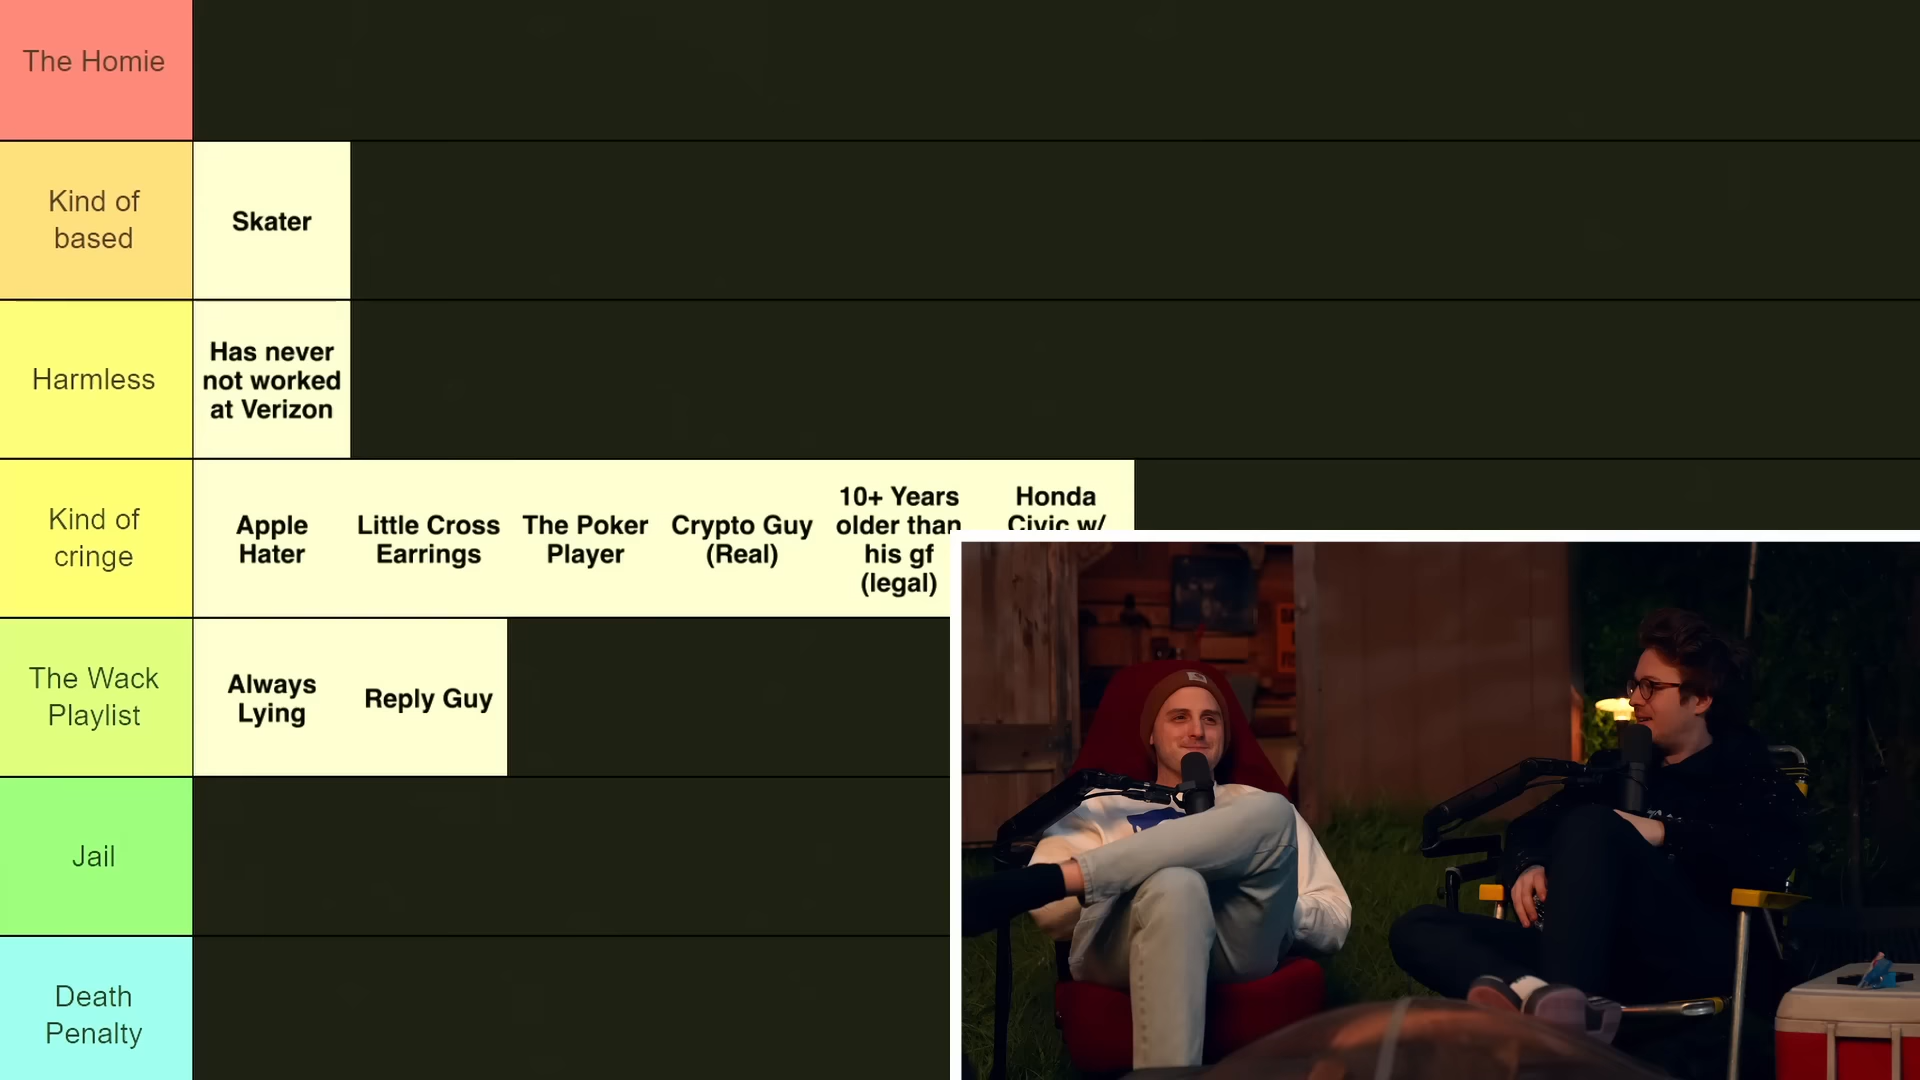 The Homie
Kind of
based
Skater
Harmless
Has never
not worked
at Verizon
Kind of
cringe
Apple
Hater
Little Cross
Earrings
The Poker
Player
Crypto Guy
(Real)
10+ Years
older than
his gf
(legal)
Honda
Civic w/
The Wack
Playlist
Always
Lying
Reply Guy
Jail
Death
Penalty